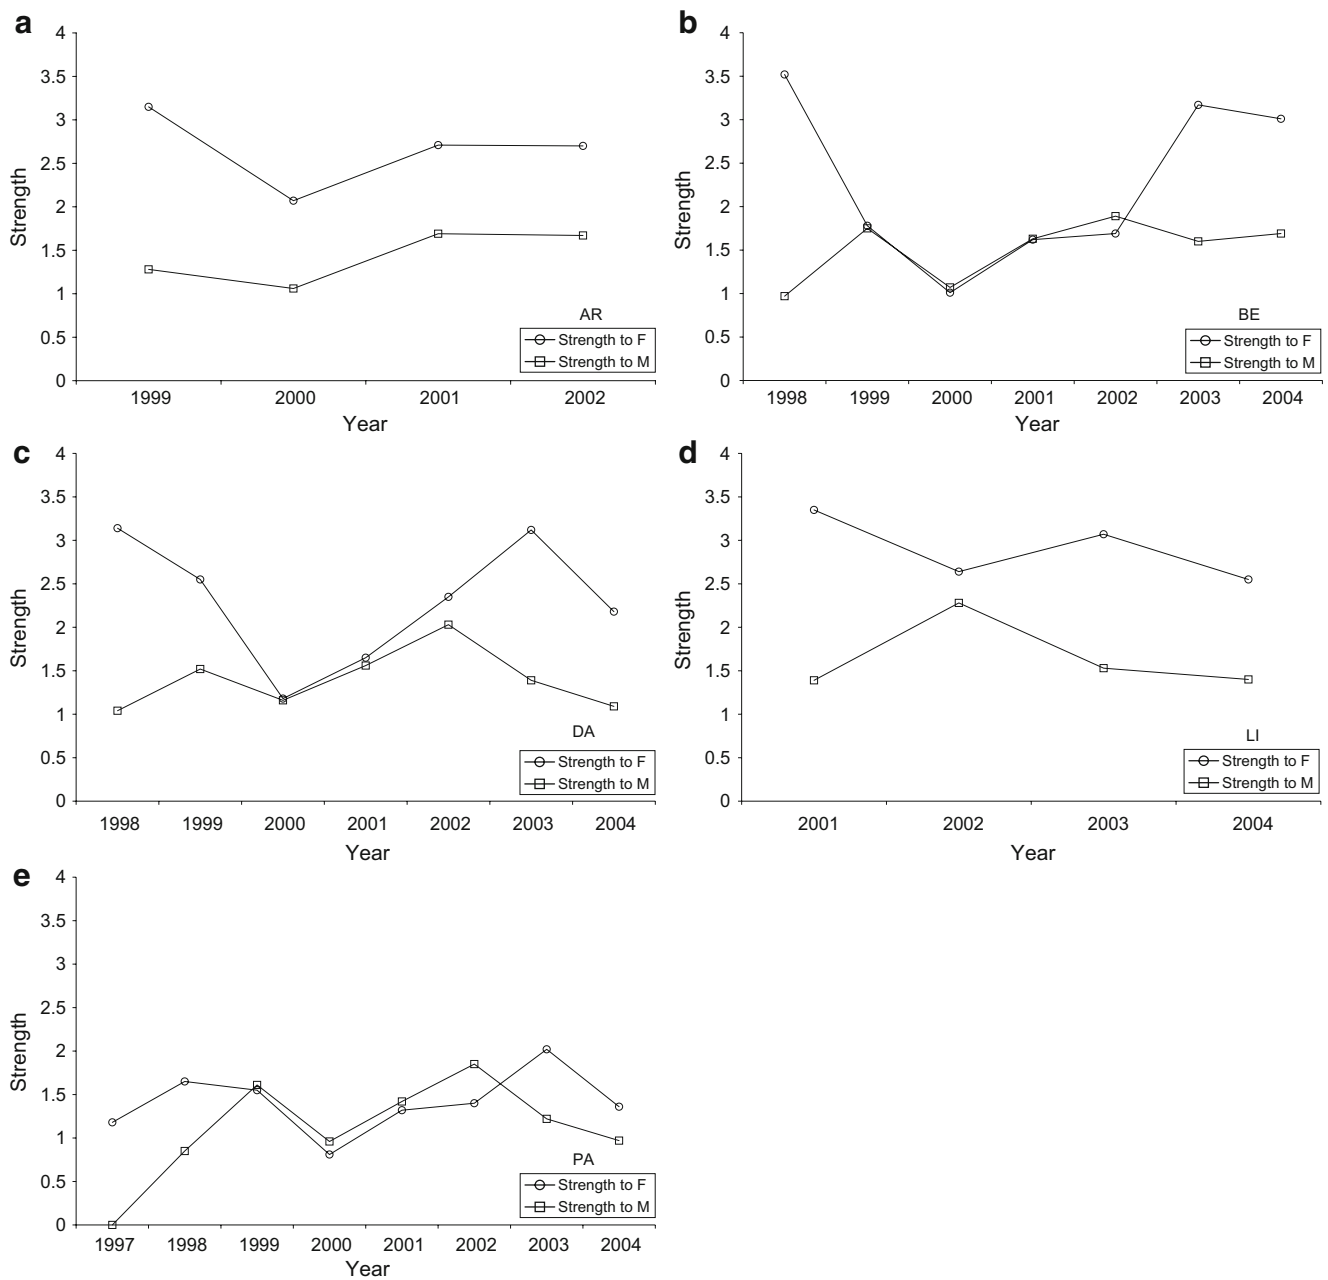 a
4
3.5
3
2.5
2
1.5
1
0.5
0
Strength
1999 2000 2001 2002
Year
AR
Strength to F
Strength to M
b
4
3.5
3
2.5
2
1.5
1
0.5
0
Strength
1998 1999 2000 2001 2002 2003 2004
Year
BE
Strength to F
Strength to M
c
4
3.5
3
2.5
2
1.5
1
0.5
0
Strength
1998 1999 2000 2001 2002 2003 2004
Year
DA
Strength to F
Strength to M
d
4
3.5
3
2.5
2
1.5
1
0.5
0
Strength
2001 2002 2003 2004
Year
LI
Strength to F
Strength to M
e
4
3.5
3
2.5
2
1.5
1
0.5
0
Strength
1997 1998 1999 2000 2001 2002 2003 2004
Year
PA
Strength to F
Strength to M